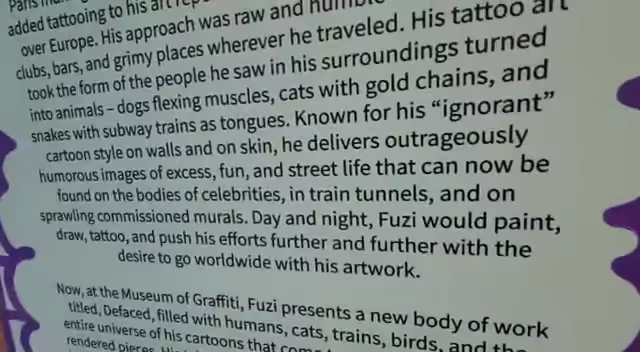 added tattooing to his art
over Europe. His approach was raw and
clubs, bars, and grimy places wherever he traveled. His tattoo art
took the form of the people he saw in his surroundings turned
into animals – dogs flexing muscles, cats with gold chains, and
snakes with subway trains as tongues. Known for his “ignorant”
cartoon style on walls and on skin, he delivers outrageously
humorous images of excess, fun, and street life that can now be
found on the bodies of celebrities, in train tunnels, and on
sprawling commissioned murals. Day and night, Fuzi would paint,
draw, tattoo, and push his efforts further and further with the
desire to go worldwide with his artwork.
Now, at the Museum of Graffiti, Fuzi presents a new body of work
titled, Defaced, filled with humans, cats, trains, birds, and
entire universe of his cartoons that
rendered pieces.